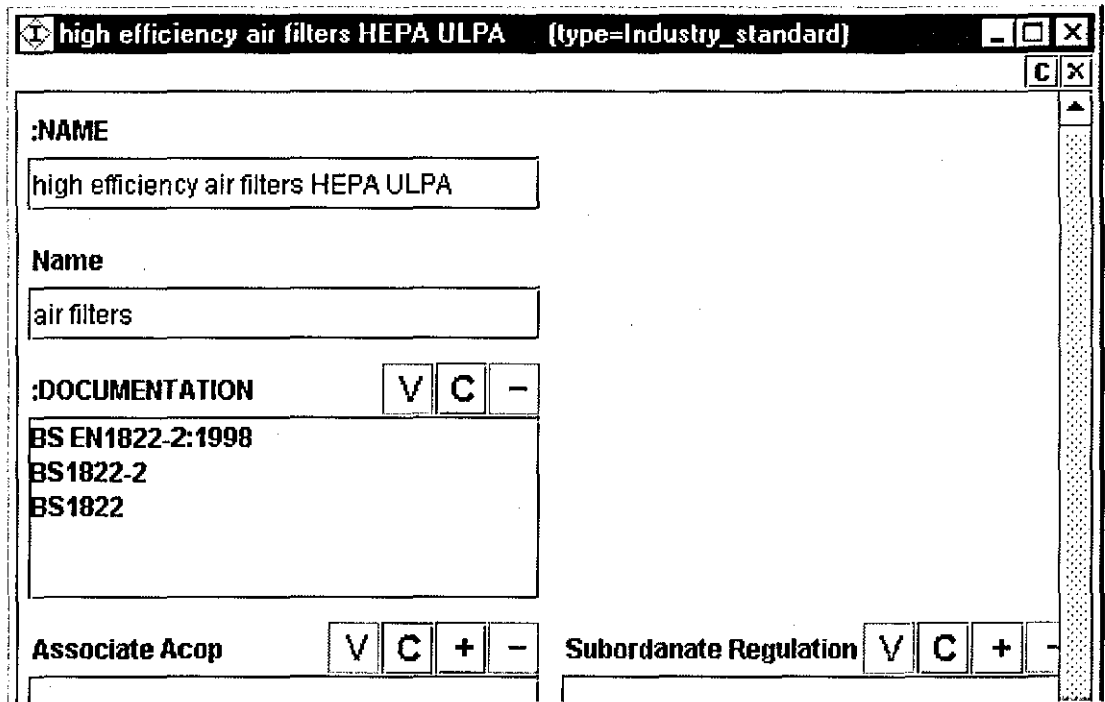 high efficiency air filters HEPA ULPA (type=Industry_standard)
C X
:NAME
high efficiency air filters HEPA ULPA
Name
air filters
:DOCUMENTATION V C −
BS EN1822-2:1998
BS1822-2
BS1822
Associate Acop V C + −
Subordanate Regulation V C + −